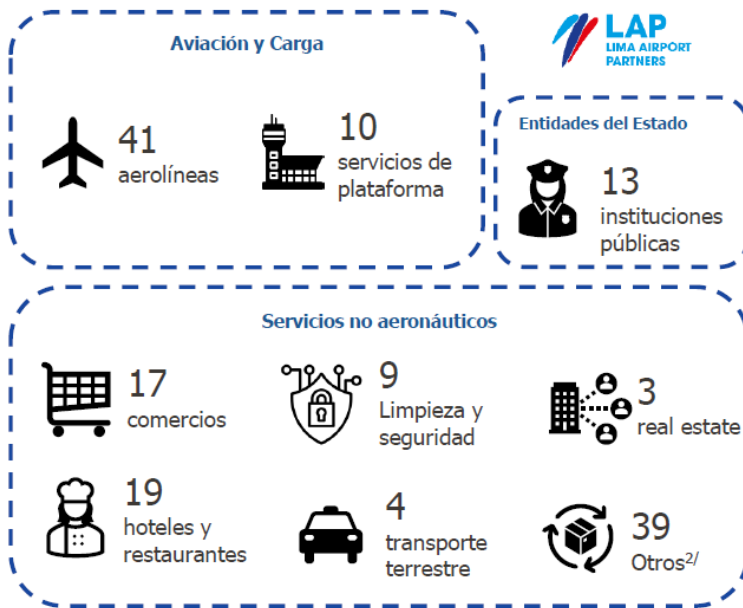 Aviación y Carga
LAP
LIMA AIRPORT
PARTNERS
41
aerolíneas
10
servicios de
plataforma
Entidades del Estado
13
instituciones
públicas
Servicios no aeronáuticos
17
comercios
9
Limpieza y
seguridad
3
real estate
19
hoteles y
restaurantes
4
transporte
terrestre
39
Otros²/